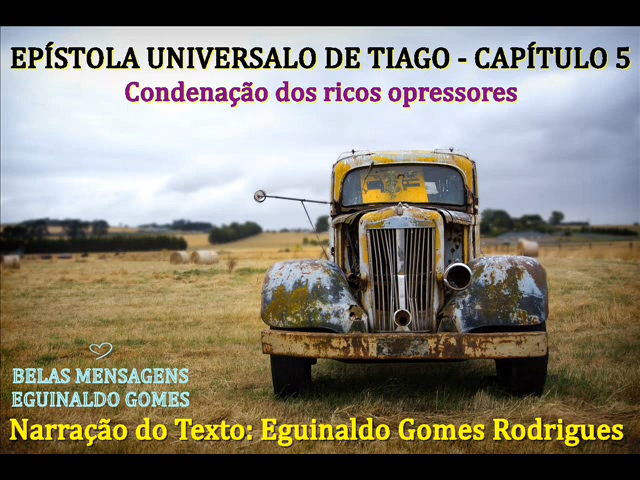 EPÍSTOLA UNIVERSALO DE TIAGO - CAPÍTULO 5
Condenação dos ricos opressores
BELAS MENSAGENS
EGUINALDO GOMES
Narração do Texto: Eguinaldo Gomes Rodrigues